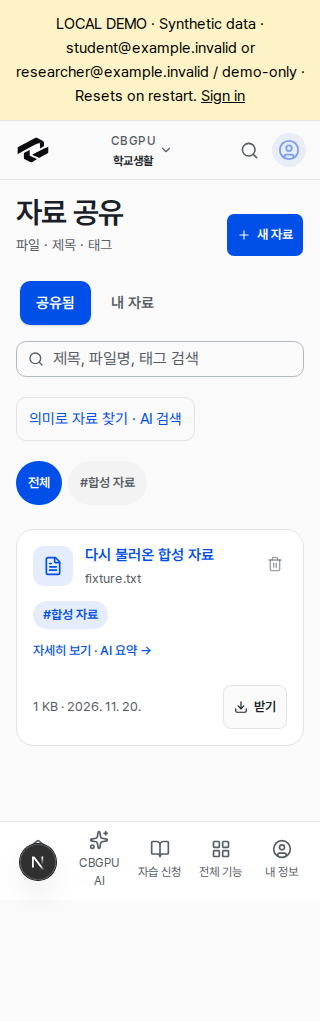 LOCAL DEMO · Synthetic data ·
student@example.invalid or
researcher@example.invalid / demo-only ·
Resets on restart. Sign in
CBGPU
학교생활
자료 공유
파일 · 제목 · 태그
새 자료
공유됨
내 자료
제목, 파일명, 태그 검색
의미로 자료 찾기 · AI 검색
전체
#합성 자료
다시 불러온 합성 자료
fixture.txt
#합성 자료
자세히 보기 · AI 요약 →
1 KB · 2026. 11. 20.
받기
N
CBGPU
AI
자습 신청
전체 기능
내 정보